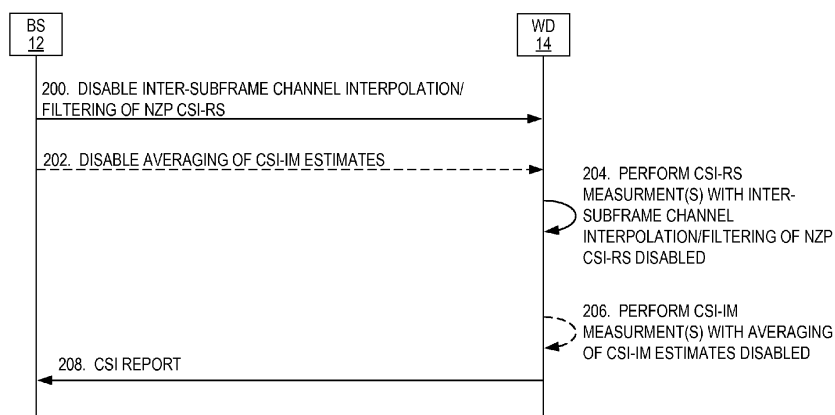 BS
12
WD
14
200. DISABLE INTER-SUBFRAME CHANNEL INTERPOLATION/
FILTERING OF NZP CSI-RS
202. DISABLE AVERAGING OF CSI-IM ESTIMATES
204. PERFORM CSI-RS
MEASURMENT(S) WITH INTER-
SUBFRAME CHANNEL
INTERPOLATION/FILTERING OF NZP
CSI-RS DISABLED
206. PERFORM CSI-IM
MEASURMENT(S) WITH AVERAGING
OF CSI-IM ESTIMATES DISABLED
208. CSI REPORT